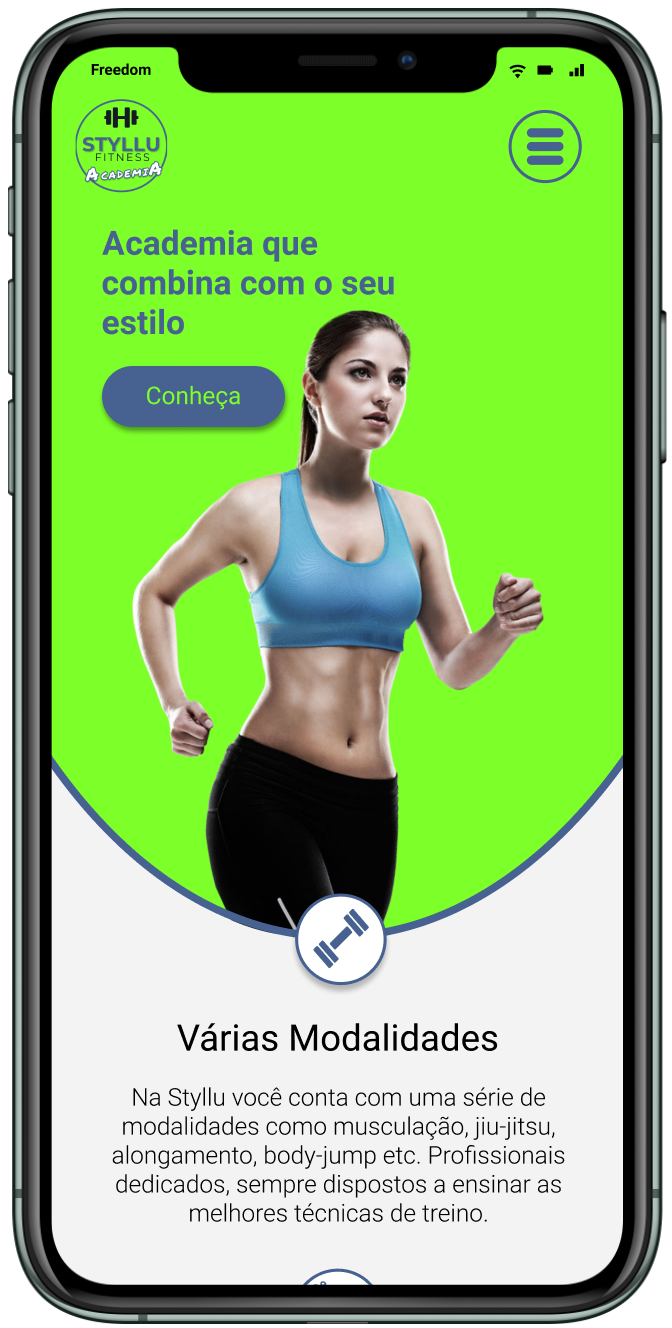 Freedom
STYLLU
FITNESS
ACADEMIA
Academia que
combina com o seu
estilo
Conheça
Várias Modalidades
Na Styllu você conta com uma série de
modalidades como musculação, jiu-jitsu,
alongamento, body-jump etc. Profissionais
dedicados, sempre dispostos a ensinar as
melhores técnicas de treino.